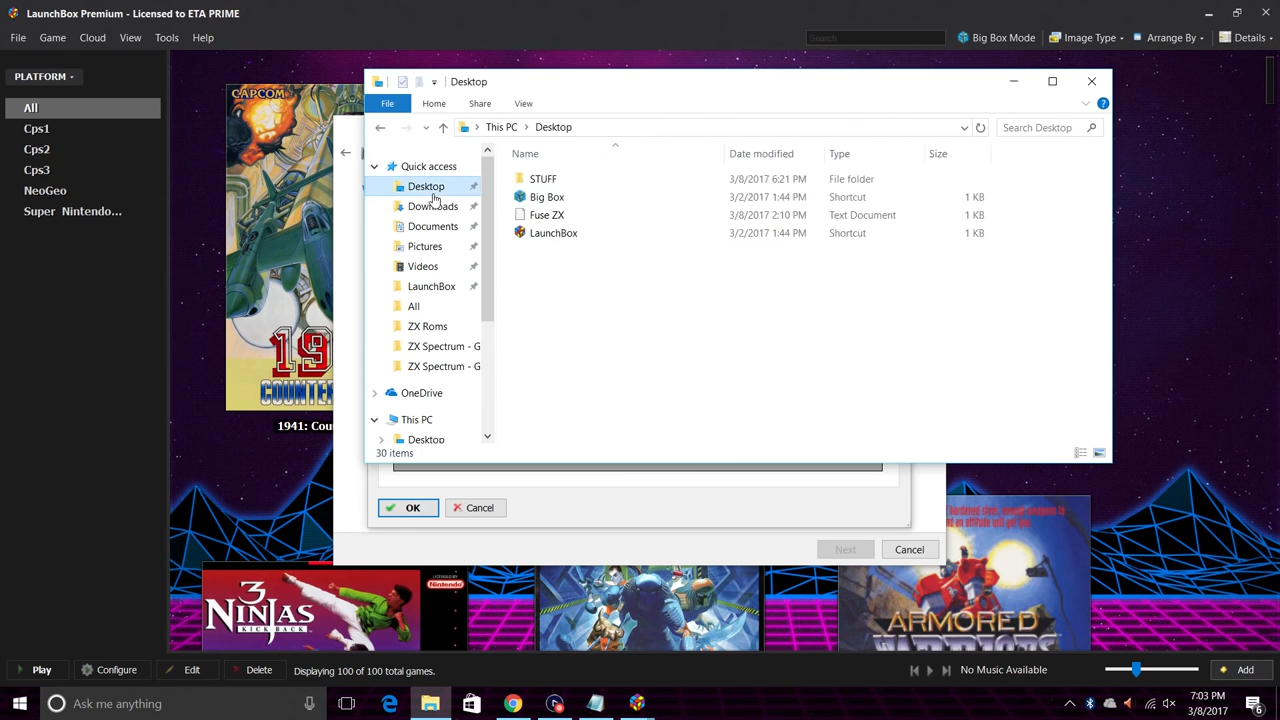 LaunchBox Premium - Licensed to ETA PRIME
File Game Cloud View Tools Help
Search
Big Box Mode
Image Type
Arrange By
Details
PLATFORM
All
Cps1
Cps2
Cps3
NeoGeo
Super Nintendo...
CAPCOM
19
COUNTER
1941: Cou
Desktop
File Home Share View
This PC > Desktop
Search Desktop
Quick access
Desktop
Downloads
Documents
Pictures
Videos
LaunchBox
All
ZX Roms
ZX Spectrum - G
ZX Spectrum - G
OneDrive
This PC
Desktop
Name Date modified Type Size
STUFF 3/8/2017 6:21 PM File folder
Big Box 3/2/2017 1:44 PM Shortcut 1 KB
Fuse ZX 3/8/2017 2:10 PM Text Document 1 KB
LaunchBox 3/2/2017 1:44 PM Shortcut 1 KB
30 items
OK Cancel
Next Cancel
3 NINJAS
KICK BACK
LICENSED BY
Nintendo
ARMORED
WARRIORS
Play Configure Edit Delete Displaying 100 of 100 total games.
No Music Available
Add
Ask me anything
7:03 PM
3/8/2017
6